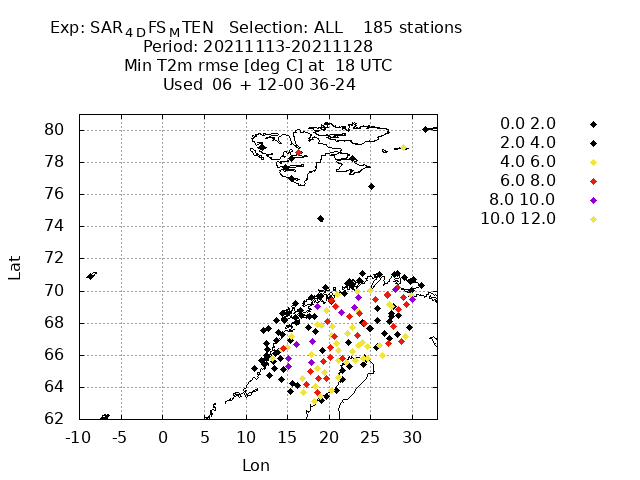 Exp: SAR4DFSMTEN Selection: ALL 185 stations
Period: 20211113-20211128
Min T2m rmse [deg C] at 18 UTC
Used 06 + 12-00 36-24
80
78
76
74
72
70
68
66
64
62
-10 -5 0 5 10 15 20 25 30
Lat
Lon
0.0 2.0
2.0 4.0
4.0 6.0
6.0 8.0
8.0 10.0
10.0 12.0